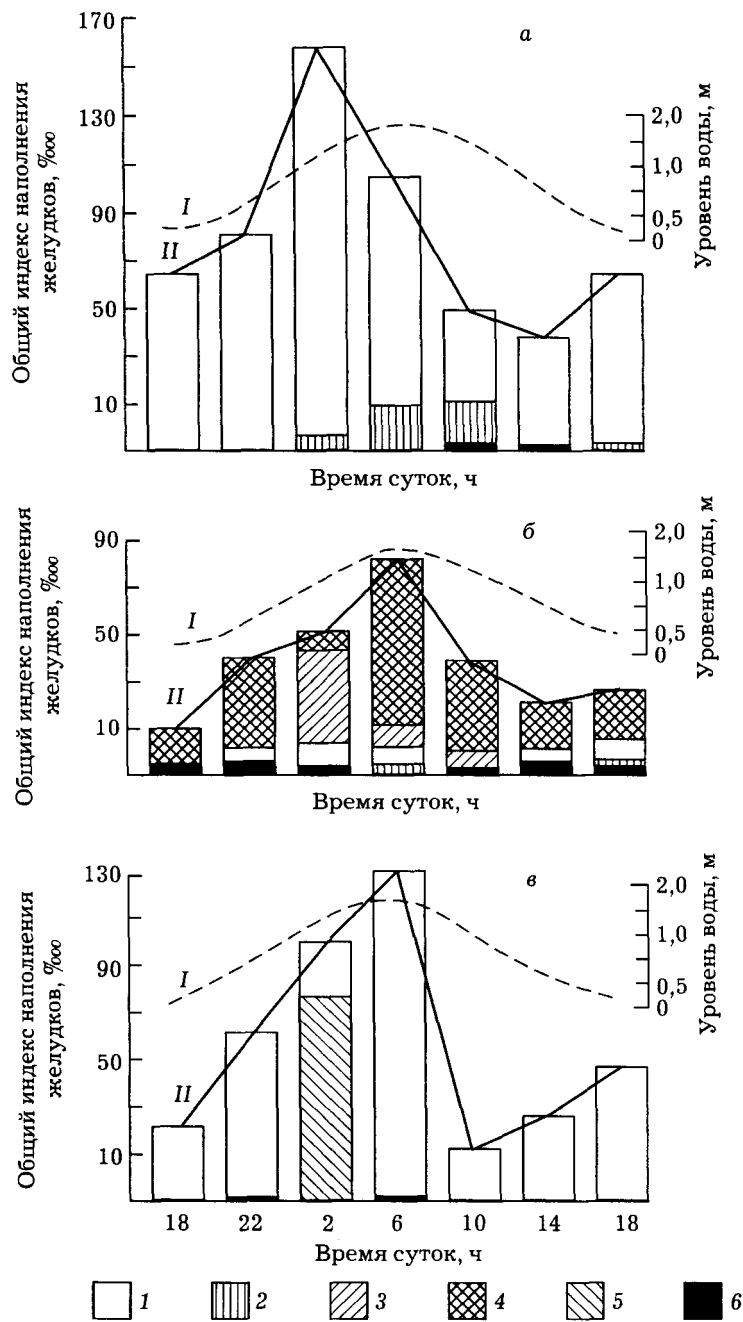 170
130
90
50
10
Общий индекс наполнения
желудков, %ооо
а
I
II
2,0
1,0
0,5
0
Уровень воды, м
Время суток, ч
90
50
10
Общий индекс наполнения
желудков, %ооо
б
I
II
2,0
1,0
0,5
0
Уровень воды, м
Время суток, ч
130
90
50
10
Общий индекс наполнения
желудков, %ооо
в
I
II
2,0
1,0
0,5
0
Уровень воды, м
18 22 2 6 10 14 18
Время суток, ч
1 2 3 4 5 6